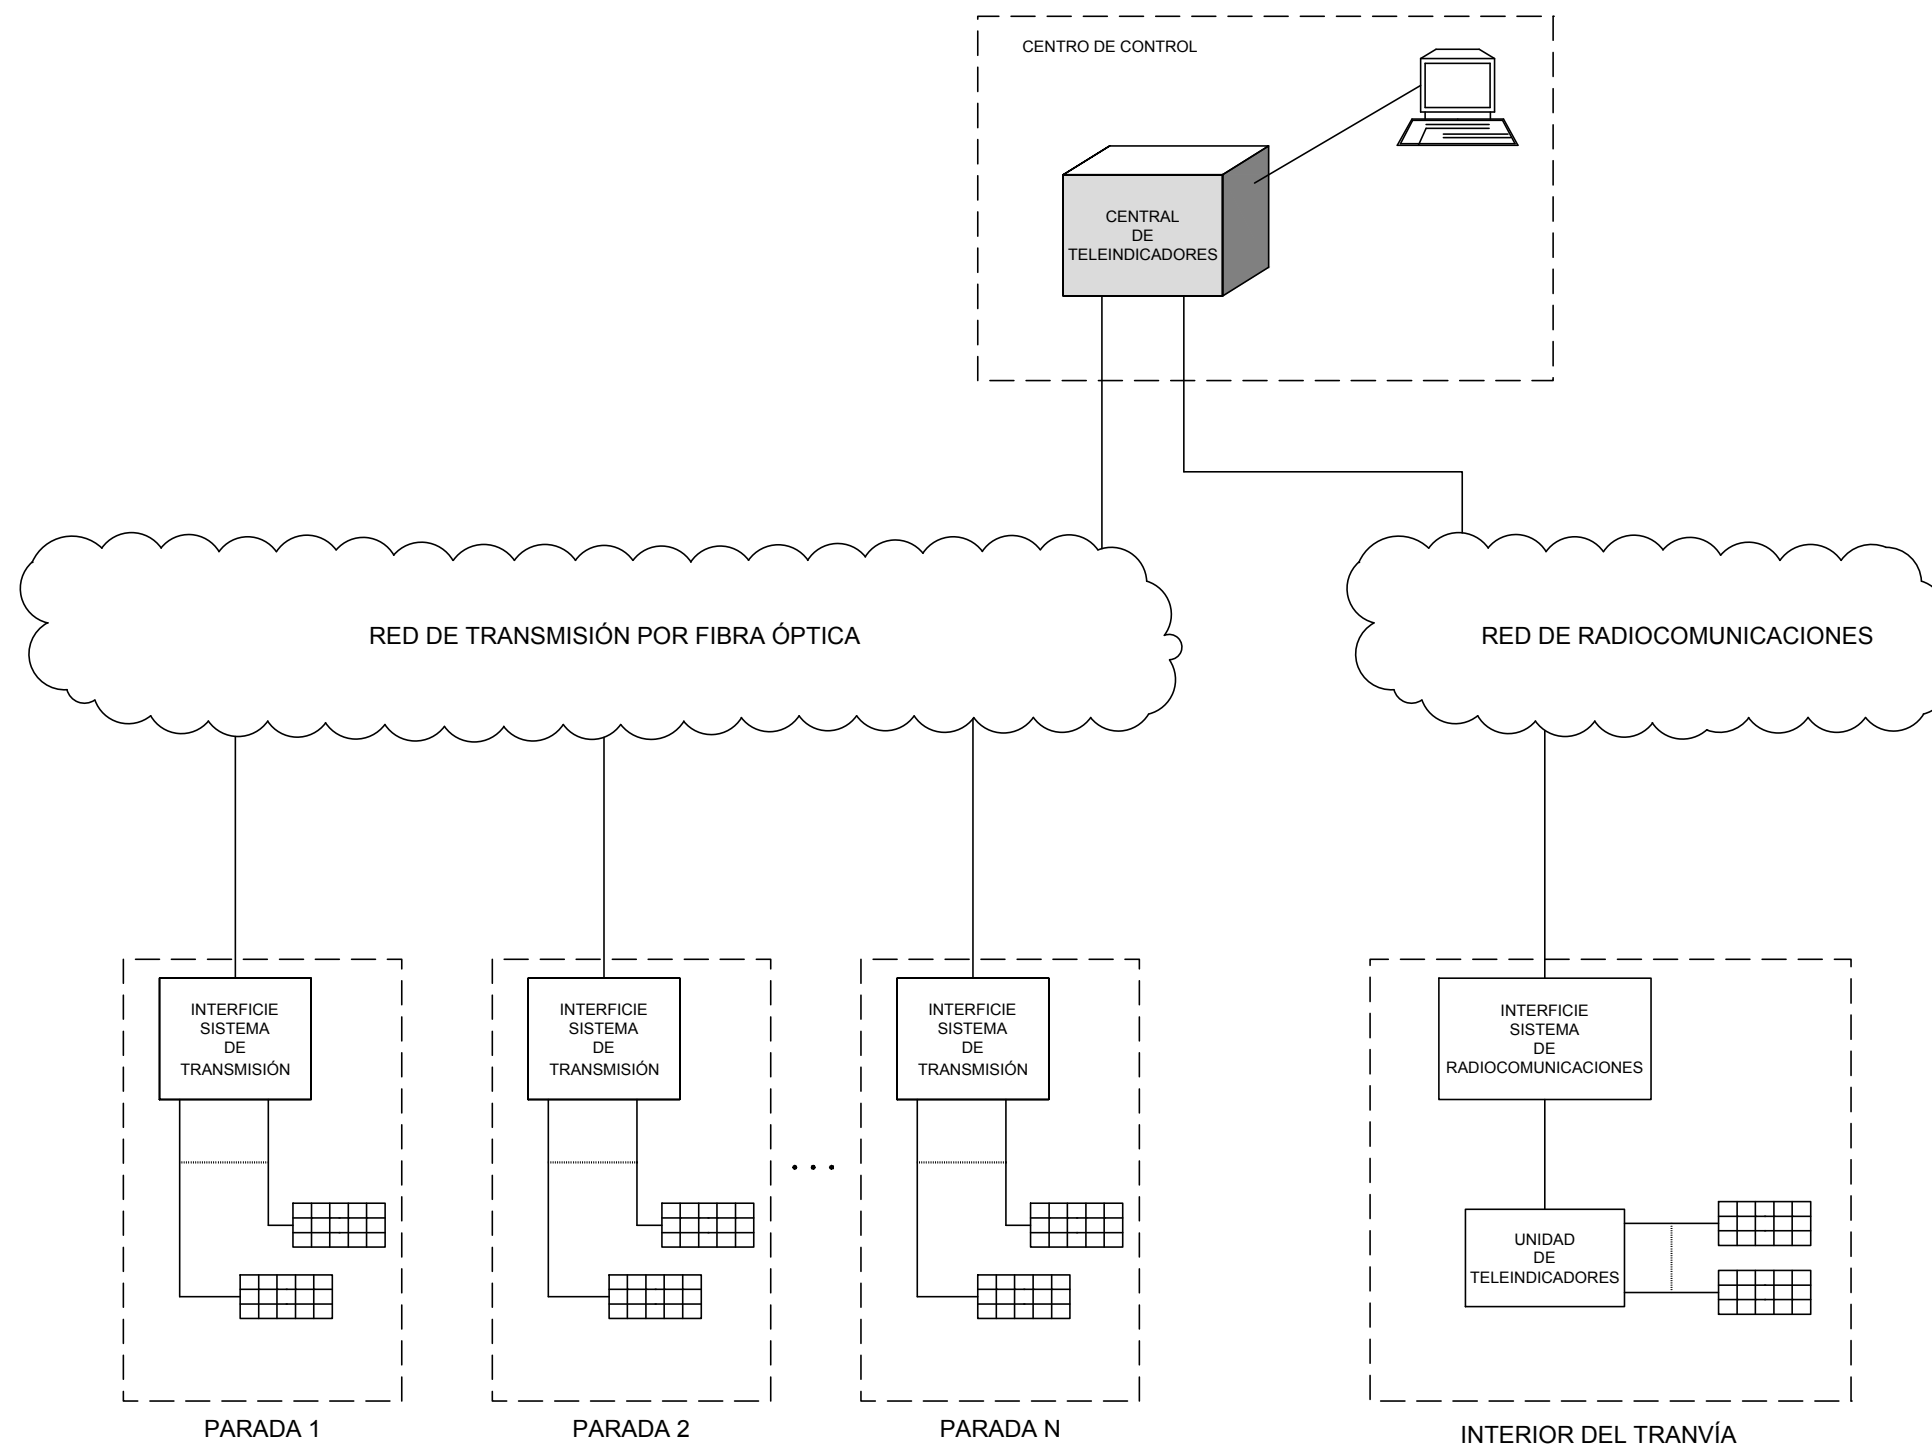 CENTRO DE CONTROL
CENTRAL
DE
TELEINDICADORES
RED DE TRANSMISIÓN POR FIBRA ÓPTICA
RED DE RADIOCOMUNICACIONES
INTERFICIE
SISTEMA
DE
TRANSMISIÓN
INTERFICIE
SISTEMA
DE
TRANSMISIÓN
INTERFICIE
SISTEMA
DE
TRANSMISIÓN
INTERFICIE
SISTEMA
DE
RADIOCOMUNICACIONES
. . .
UNIDAD
DE
TELEINDICADORES
PARADA 1
PARADA 2
PARADA N
INTERIOR DEL TRANVÍA